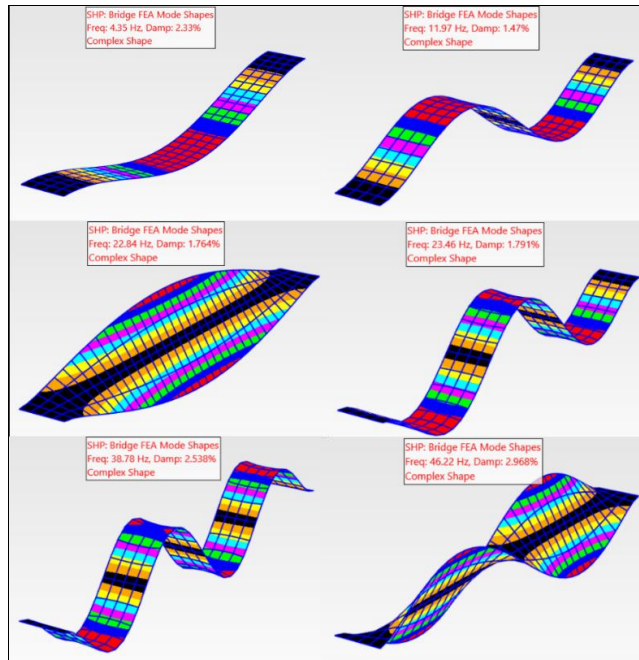 SHP: Bridge FEA Mode Shapes
Freq: 4.35 Hz, Damp: 2.33%
Complex Shape
SHP: Bridge FEA Mode Shapes
Freq: 11.97 Hz, Damp: 1.47%
Complex Shape
SHP: Bridge FEA Mode Shapes
Freq: 22.84 Hz, Damp: 1.764%
Complex Shape
SHP: Bridge FEA Mode Shapes
Freq: 23.46 Hz, Damp: 1.791%
Complex Shape
SHP: Bridge FEA Mode Shapes
Freq: 38.78 Hz, Damp: 2.538%
Complex Shape
SHP: Bridge FEA Mode Shapes
Freq: 46.22 Hz, Damp: 2.968%
Complex Shape